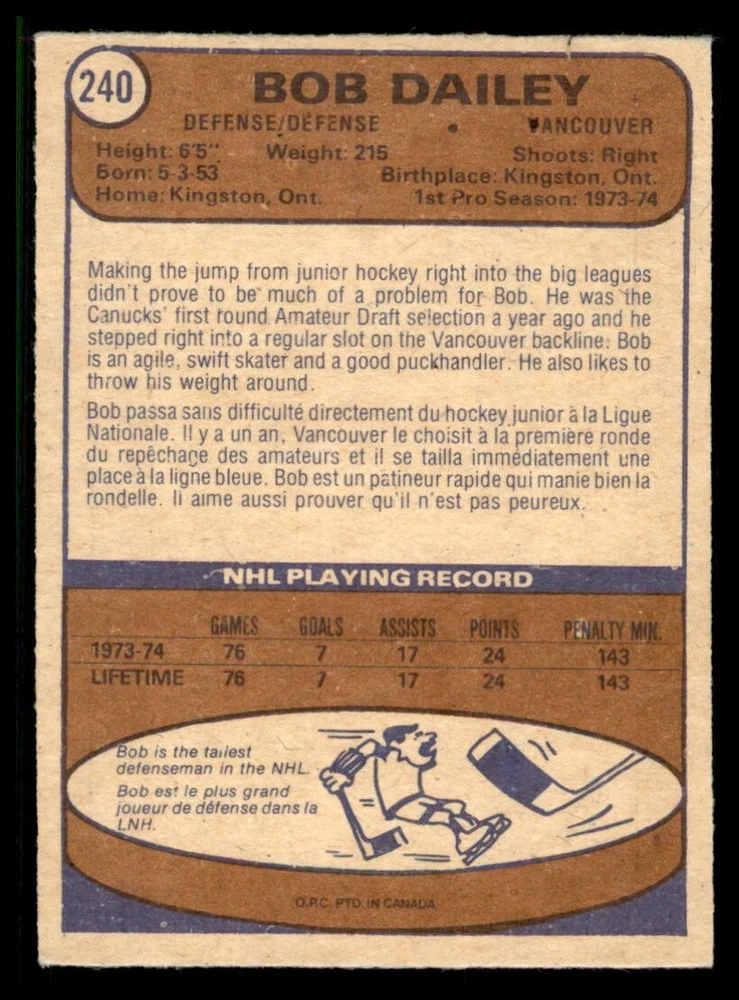 240
BOB DAILEY
DEFENSE/DÉFENSE • VANCOUVER
Height: 6'5" Weight: 215 Shoots: Right
Born: 5-3-53 Birthplace: Kingston, Ont.
Home: Kingston, Ont. 1st Pro Season: 1973-74
Making the jump from junior hockey right into the big leagues
didn't prove to be much of a problem for Bob. He was the
Canucks' first round Amateur Draft selection a year ago and he
stepped right into a regular slot on the Vancouver backline. Bob
is an agile, swift skater and a good puckhandler. He also likes to
throw his weight around.
Bob passa sans difficulté directement du hockey junior à la Ligue
Nationale. Il y a un an, Vancouver le choisit à la première ronde
du repêchage des amateurs et il se tailla immédiatement une
place à la ligne bleue. Bob est un patineur rapide qui manie bien la
rondelle. Il aime aussi prouver qu'il n'est pas peureux.
NHL PLAYING RECORD
GAMES GOALS ASSISTS POINTS PENALTY MIN.
1973-74 76 7 17 24 143
LIFETIME 76 7 17 24 143
Bob is the tallest
defenseman in the NHL.
Bob est le plus grand
joueur de défense dans la
LNH.
O.P.C. PTD. IN CANADA